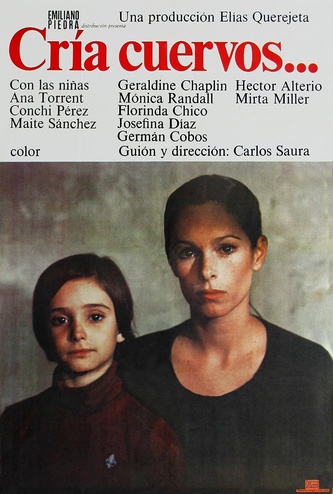 EMILIANO
PIEDRA distribución presenta
Una producción Elías Querejeta
Cría cuervos...
Con las niñas
Ana Torrent
Conchi Pérez
Maite Sánchez
Geraldine Chaplin
Mónica Randall
Florinda Chico
Josefina Díaz
Germán Cobos
Hector Alterio
Mirta Miller
color
Guión y dirección: Carlos Saura